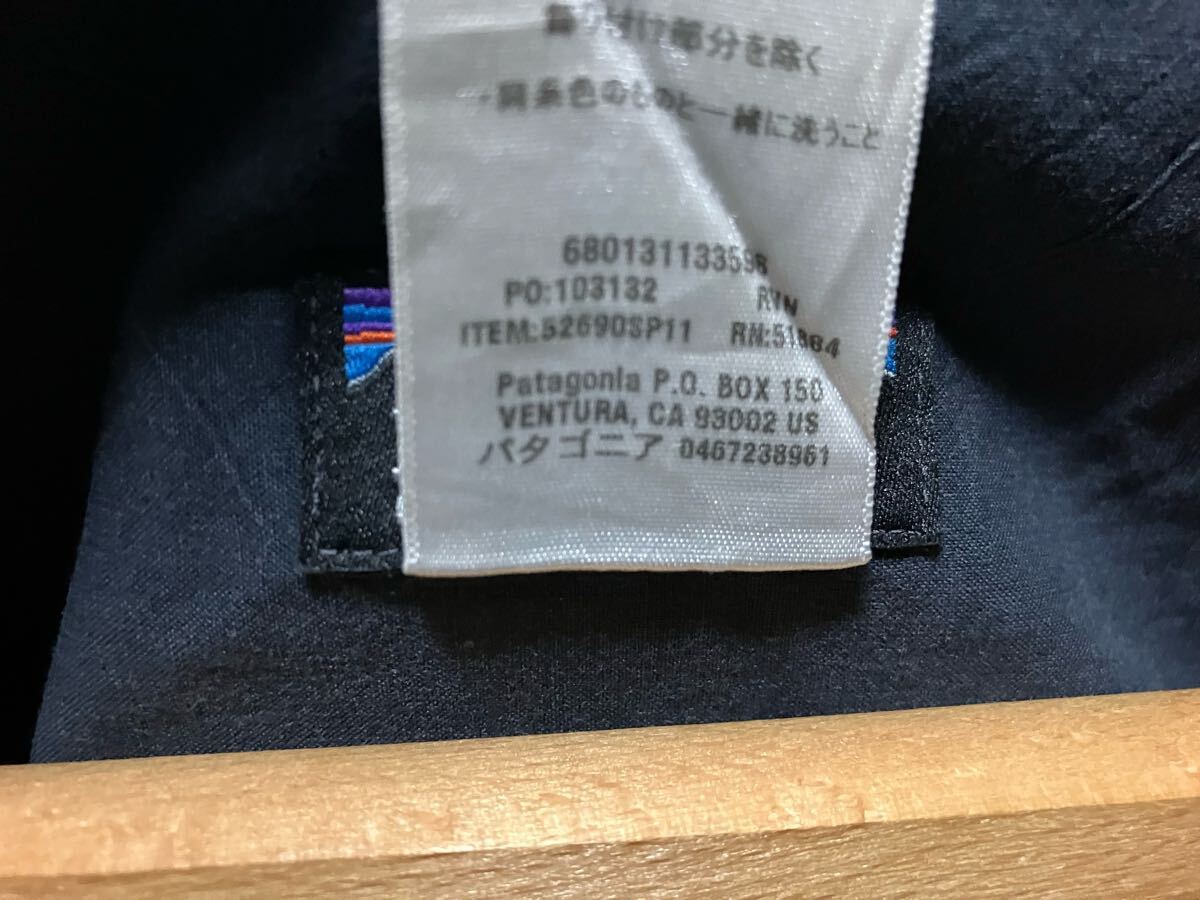 付け部分を除く
・同系色のものと一緒に洗うこと
680131133598
PO:103132 RYN
ITEM:52690SP11 RN:51884
Patagonia P.O. BOX 150
VENTURA, CA 93002 US
パタゴニア 0467238961